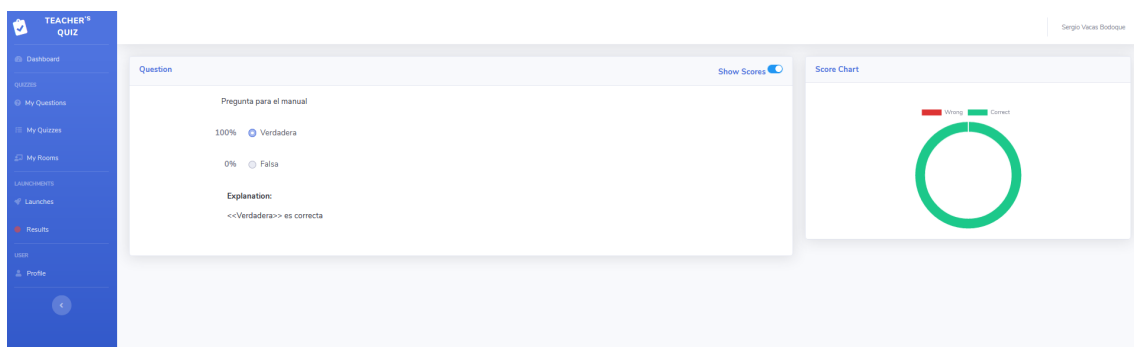 TEACHER'S
QUIZ
Sergio Vacas Bodoque
Dashboard
QUIZZES
My Questions
My Quizzes
My Rooms
LAUNCHMENTS
Launches
Results
USER
Profile
Question
Show Scores
Pregunta para el manual
100% Verdadera
0% Falsa
Explanation:
<<Verdadera>> es correcta
Score Chart
Wrong Correct